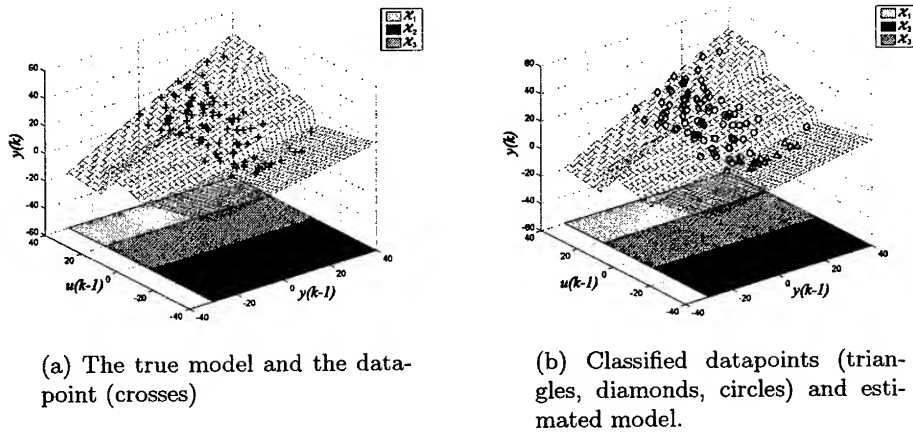 𝒳₁
𝒳₂
𝒳₃
60
40
20
0
-20
-40
-60
y(k)
40
20
0
-20
-40
u(k-1)
-40
-20
0
20
40
y(k-1)
(a) The true model and the data-
point (crosses)
𝒳₁
𝒳₂
𝒳₃
60
40
20
0
-20
-40
-60
y(k)
40
20
0
-20
-40
u(k-1)
-40
-20
0
20
40
y(k-1)
(b) Classified datapoints (trian-
gles, diamonds, circles) and esti-
mated model.